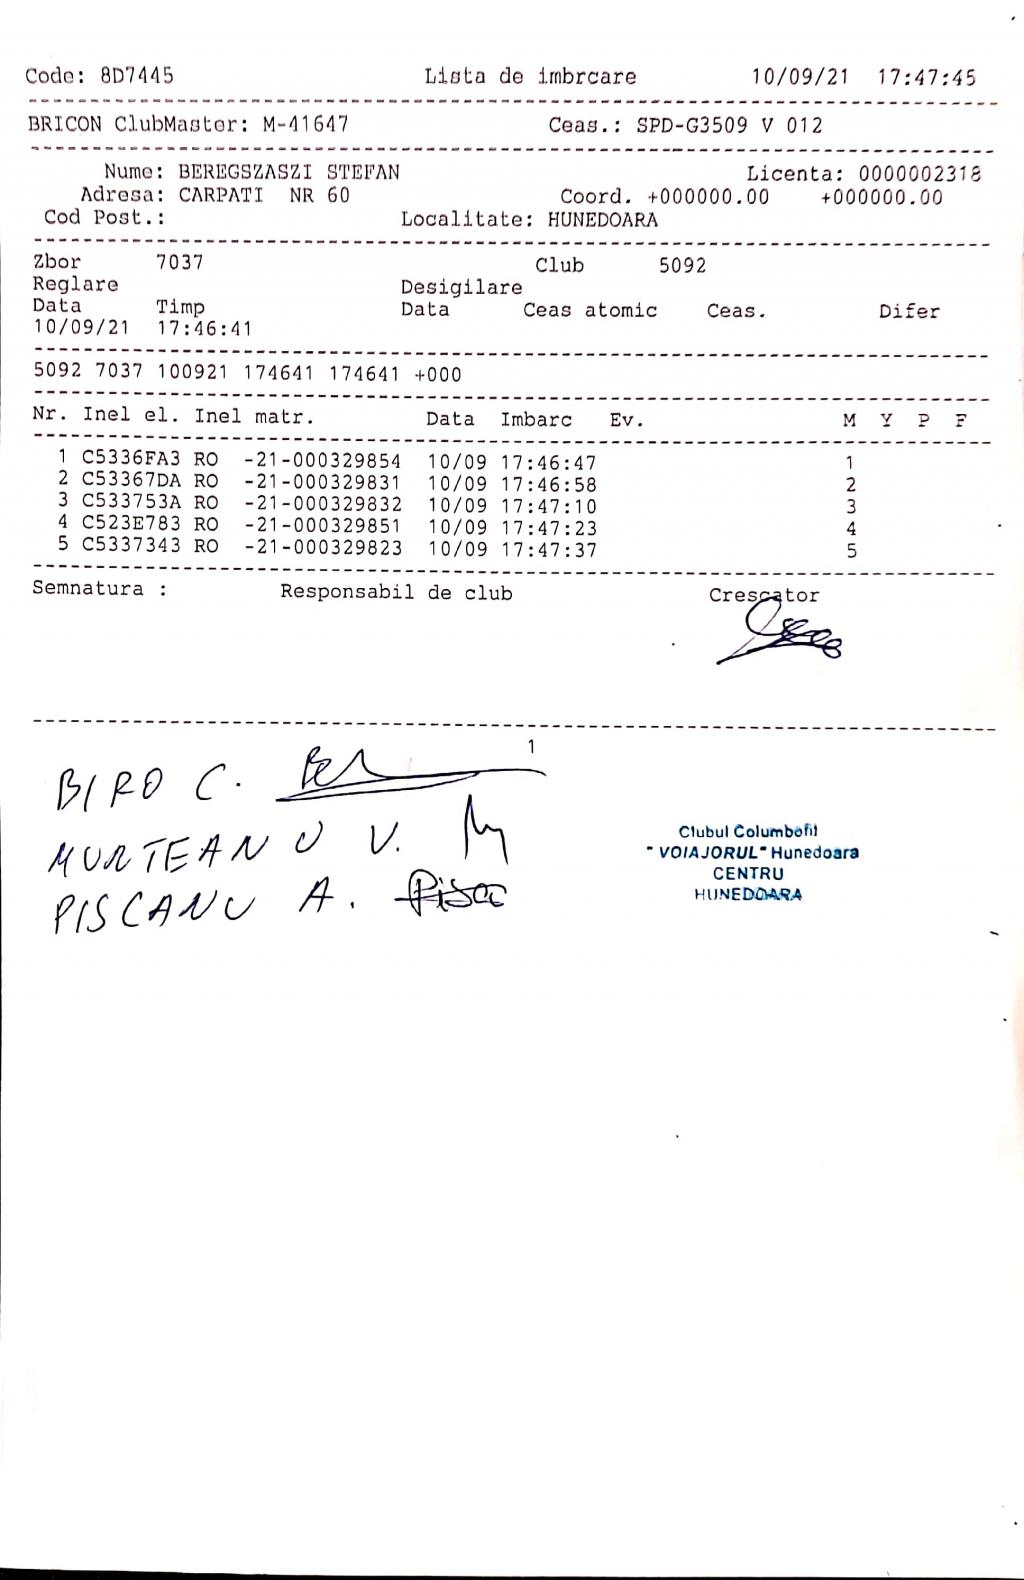 Code: 8D7445 Lista de imbrcare 10/09/21 17:47:45
BRICON ClubMaster: M-41647 Ceas.: SPD-G3509 V 012
Nume: BEREGSZASZI STEFAN Licenta: 0000002318
Adresa: CARPATI NR 60 Coord. +000000.00 +000000.00
Cod Post.: Localitate: HUNEDOARA
Zbor 7037 Club 5092
Reglare Desigilare
Data Timp Data Ceas atomic Ceas. Difer
10/09/21 17:46:41
5092 7037 100921 174641 174641 +000
Nr. Inel el. Inel matr. Data Imbarc Ev. M Y P F
1 C5336FA3 RO -21-000329854 10/09 17:46:47 1
2 C53367DA RO -21-000329831 10/09 17:46:58 2
3 C533753A RO -21-000329832 10/09 17:47:10 3
4 C523E783 RO -21-000329851 10/09 17:47:23 4
5 C5337343 RO -21-000329823 10/09 17:47:37 5
Semnatura : Responsabil de club Crescator
1
BIRO C.
MURTEANU V.
PISCANU A.
Clubul Columbofil
"VOIAJORUL" Hunedoara
CENTRU
HUNEDOARA